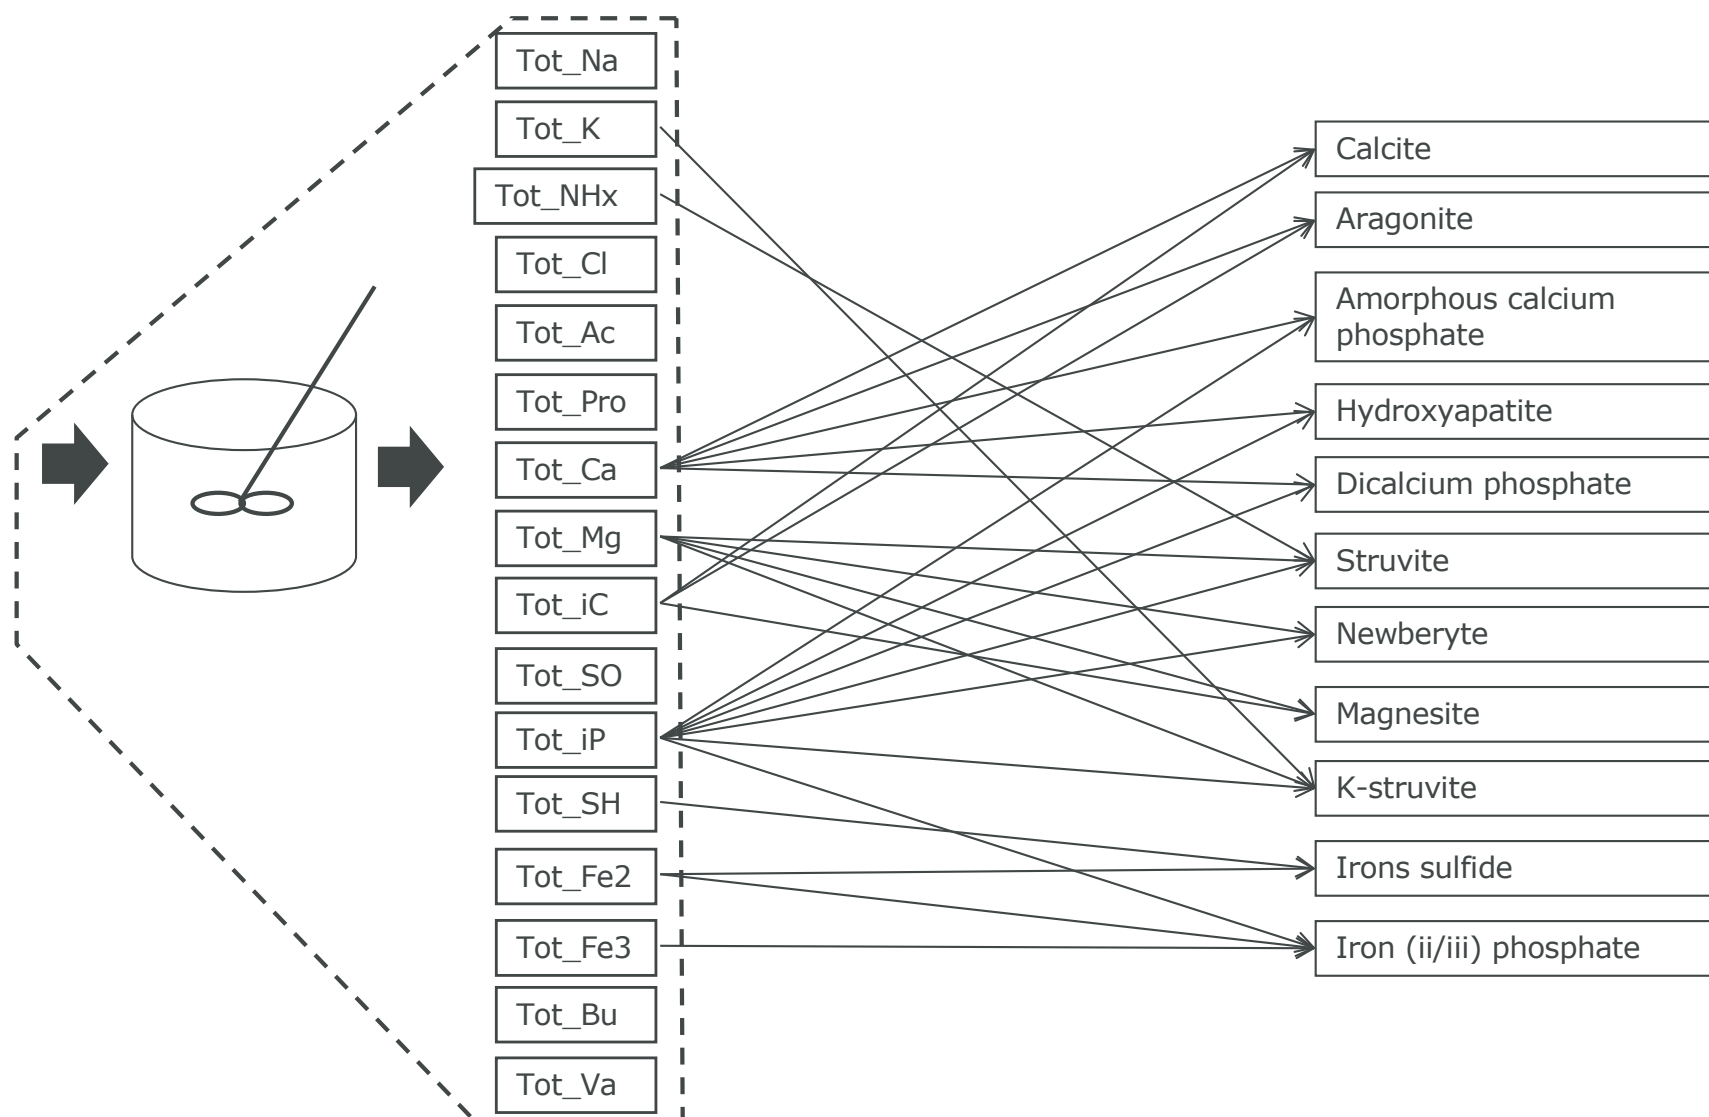 Tot_Na
Tot_K
Tot_NHx
Tot_Cl
Tot_Ac
Tot_Pro
Tot_Ca
Tot_Mg
Tot_iC
Tot_SO
Tot_iP
Tot_SH
Tot_Fe2
Tot_Fe3
Tot_Bu
Tot_Va
Calcite
Aragonite
Amorphous calcium
phosphate
Hydroxyapatite
Dicalcium phosphate
Struvite
Newberyte
Magnesite
K-struvite
Irons sulfide
Iron (ii/iii) phosphate